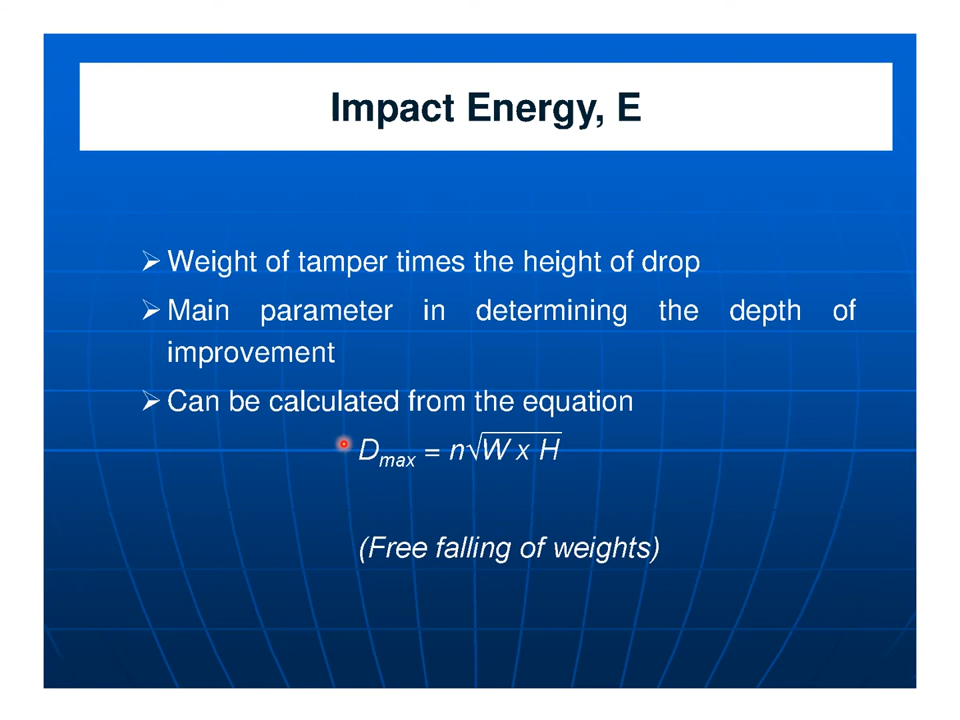 Impact Energy, E
➢ Weight of tamper times the height of drop
➢ Main parameter in determining the depth of
improvement
➢ Can be calculated from the equation
Dmax = n√W x H
(Free falling of weights)